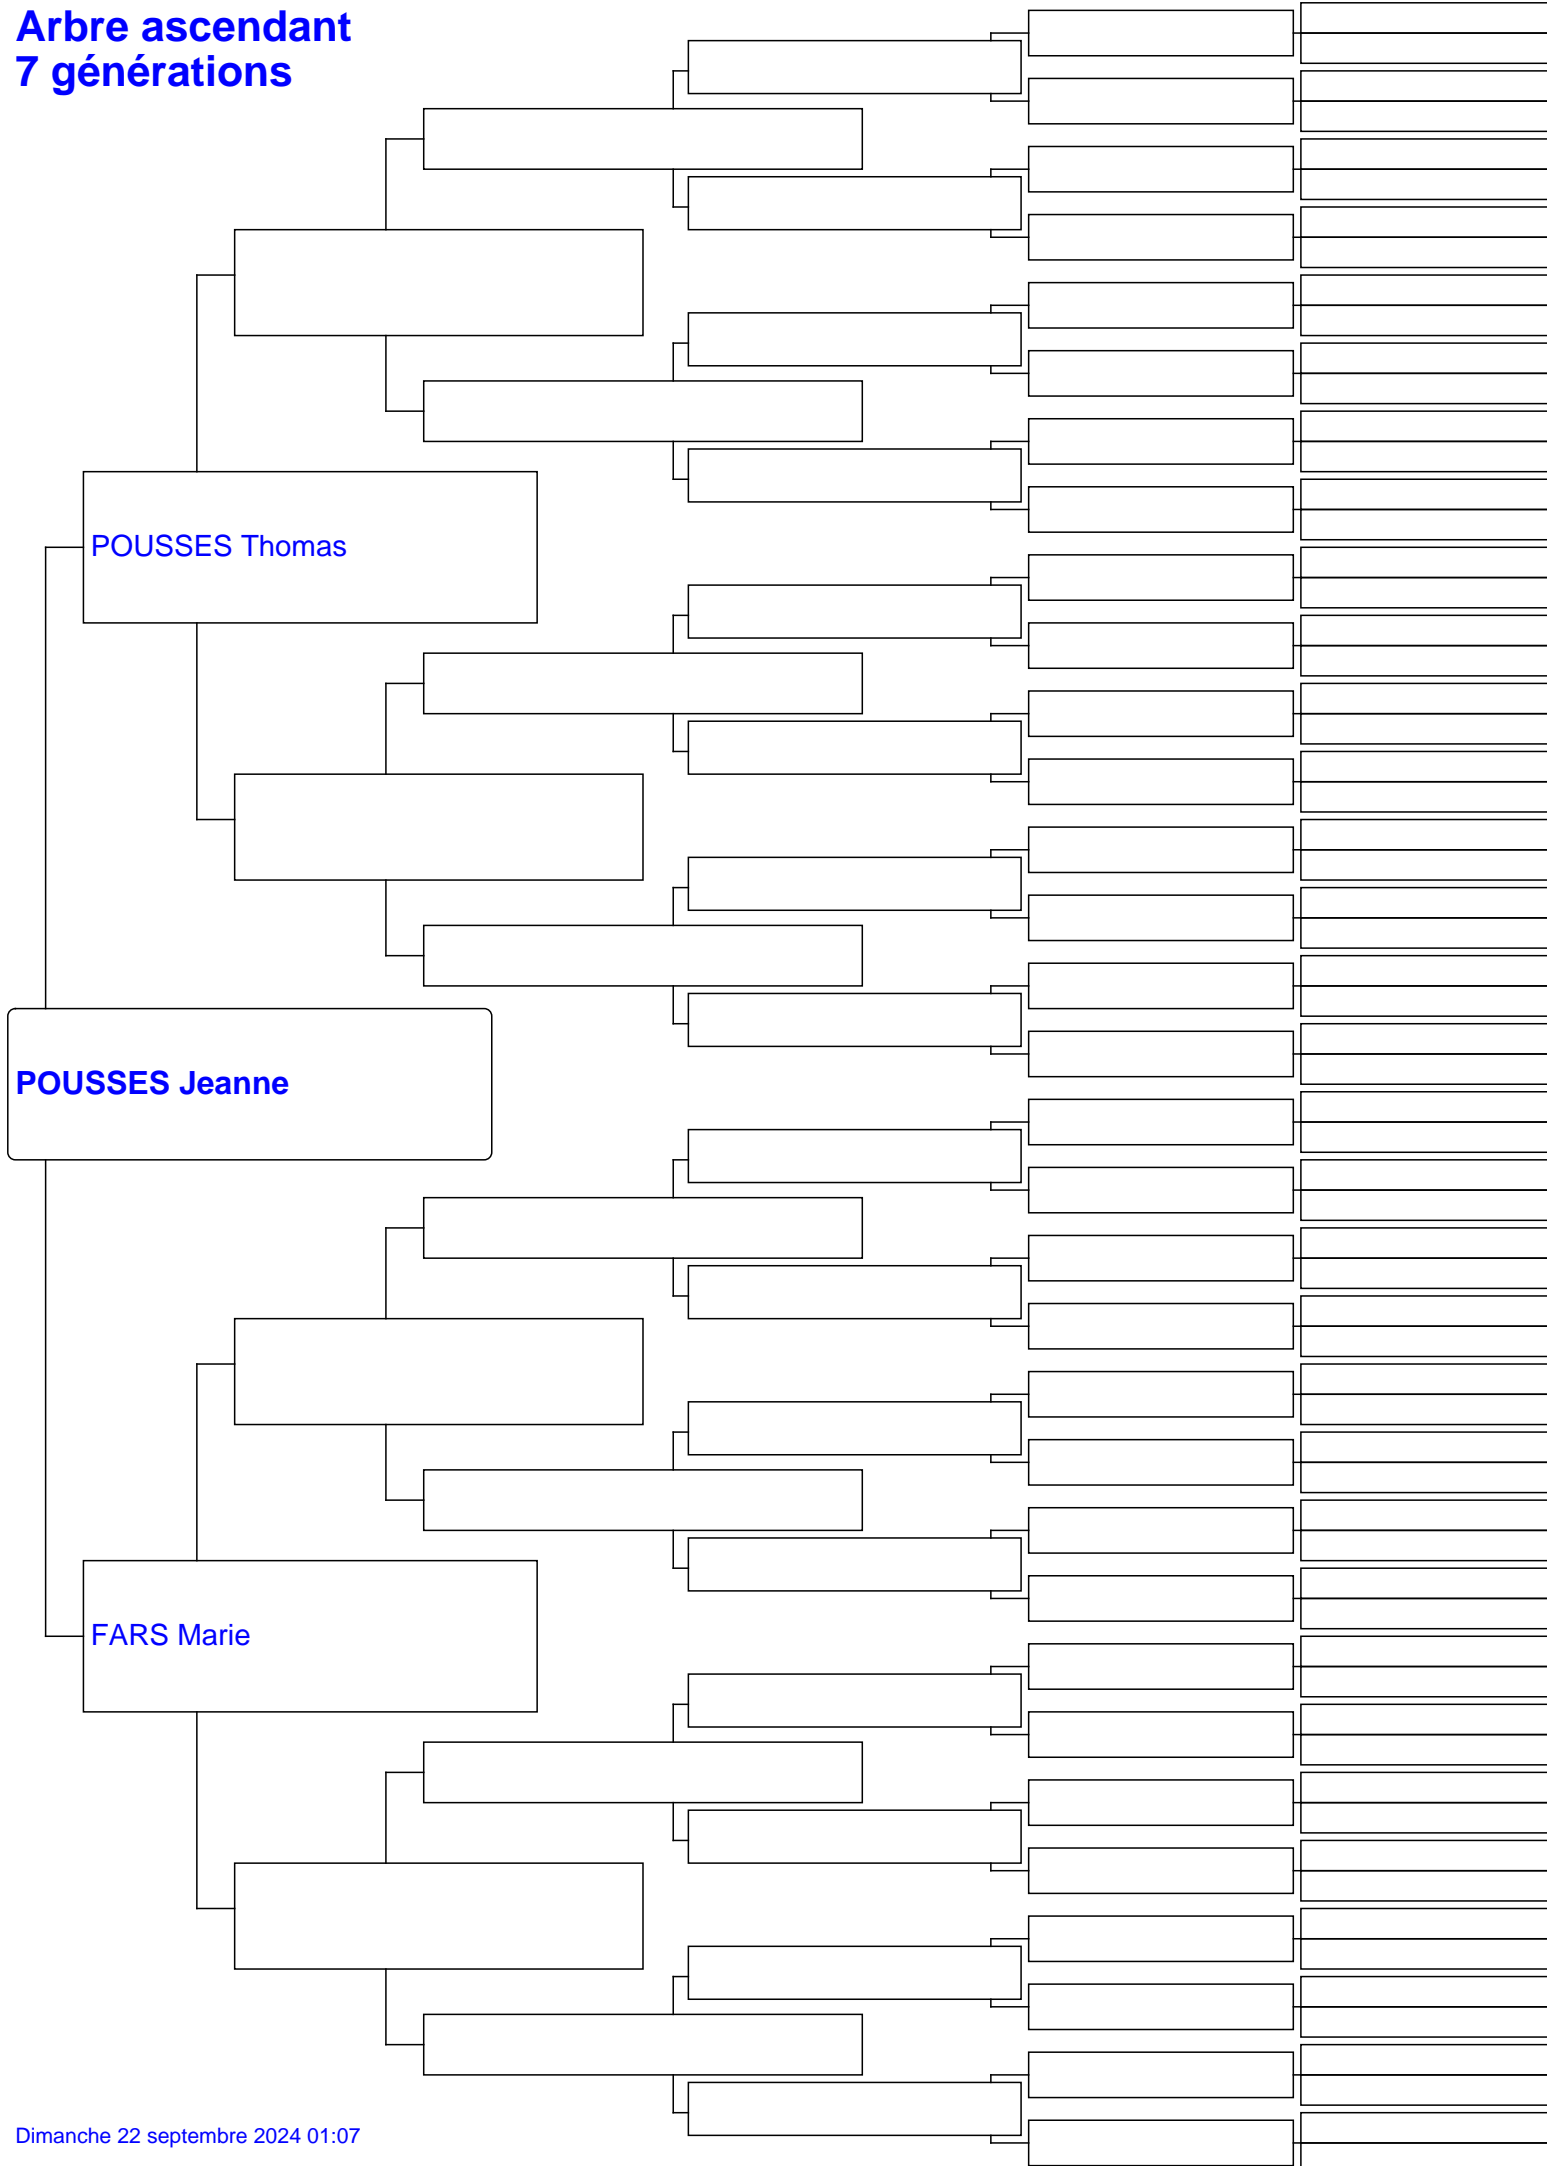 Arbre ascendant
7 générations
POUSSES Thomas
POUSSES Jeanne
FARS Marie
Dimanche 22 septembre 2024 01:07